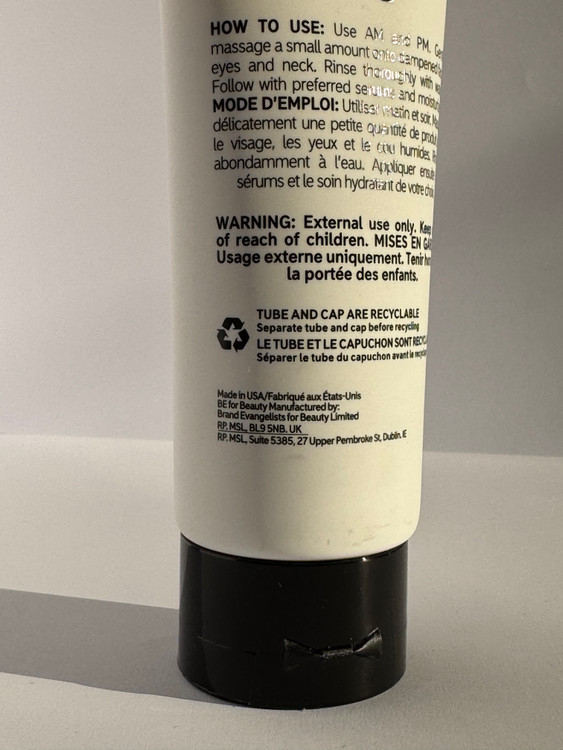 HOW TO USE: Use AM and PM.
massage a small amount onto dampened
eyes and neck. Rinse thoroughly with
Follow with preferred serums and
MODE D'EMPLOI: Utiliser matin et soir.
délicatement une petite quantité de
le visage, les yeux et le cou humides.
abondamment à l'eau. Appliquer
sérums et le soin hydratant de votre
WARNING: External use only. Keep
of reach of children. MISES EN
Usage externe uniquement. Tenir
la portée des enfants.
TUBE AND CAP ARE RECYCLABLE
Separate tube and cap before recycling
LE TUBE ET LE CAPUCHON SONT
Séparer le tube du capuchon avant le
Made in USA/Fabriqué aux États-Unis
BE for Beauty Manufactured by:
Brand Evangelists for Beauty Limited
RP. MSL, BL9 5NB. UK
RP. MSL, Suite 5385, 27 Upper Pembroke St, Dublin, IE